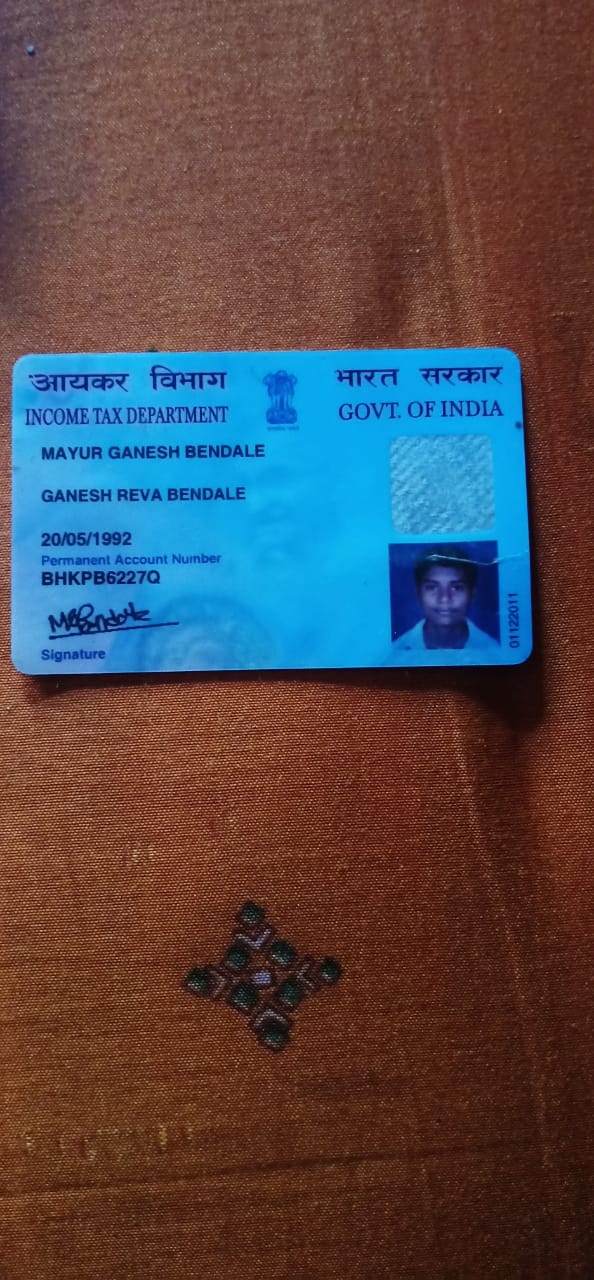 आयकर विभाग
INCOME TAX DEPARTMENT
भारत सरकार
GOVT. OF INDIA
MAYUR GANESH BENDALE
GANESH REVA BENDALE
20/05/1992
Permanent Account Number
BHKPB6227Q
Signature
01122011